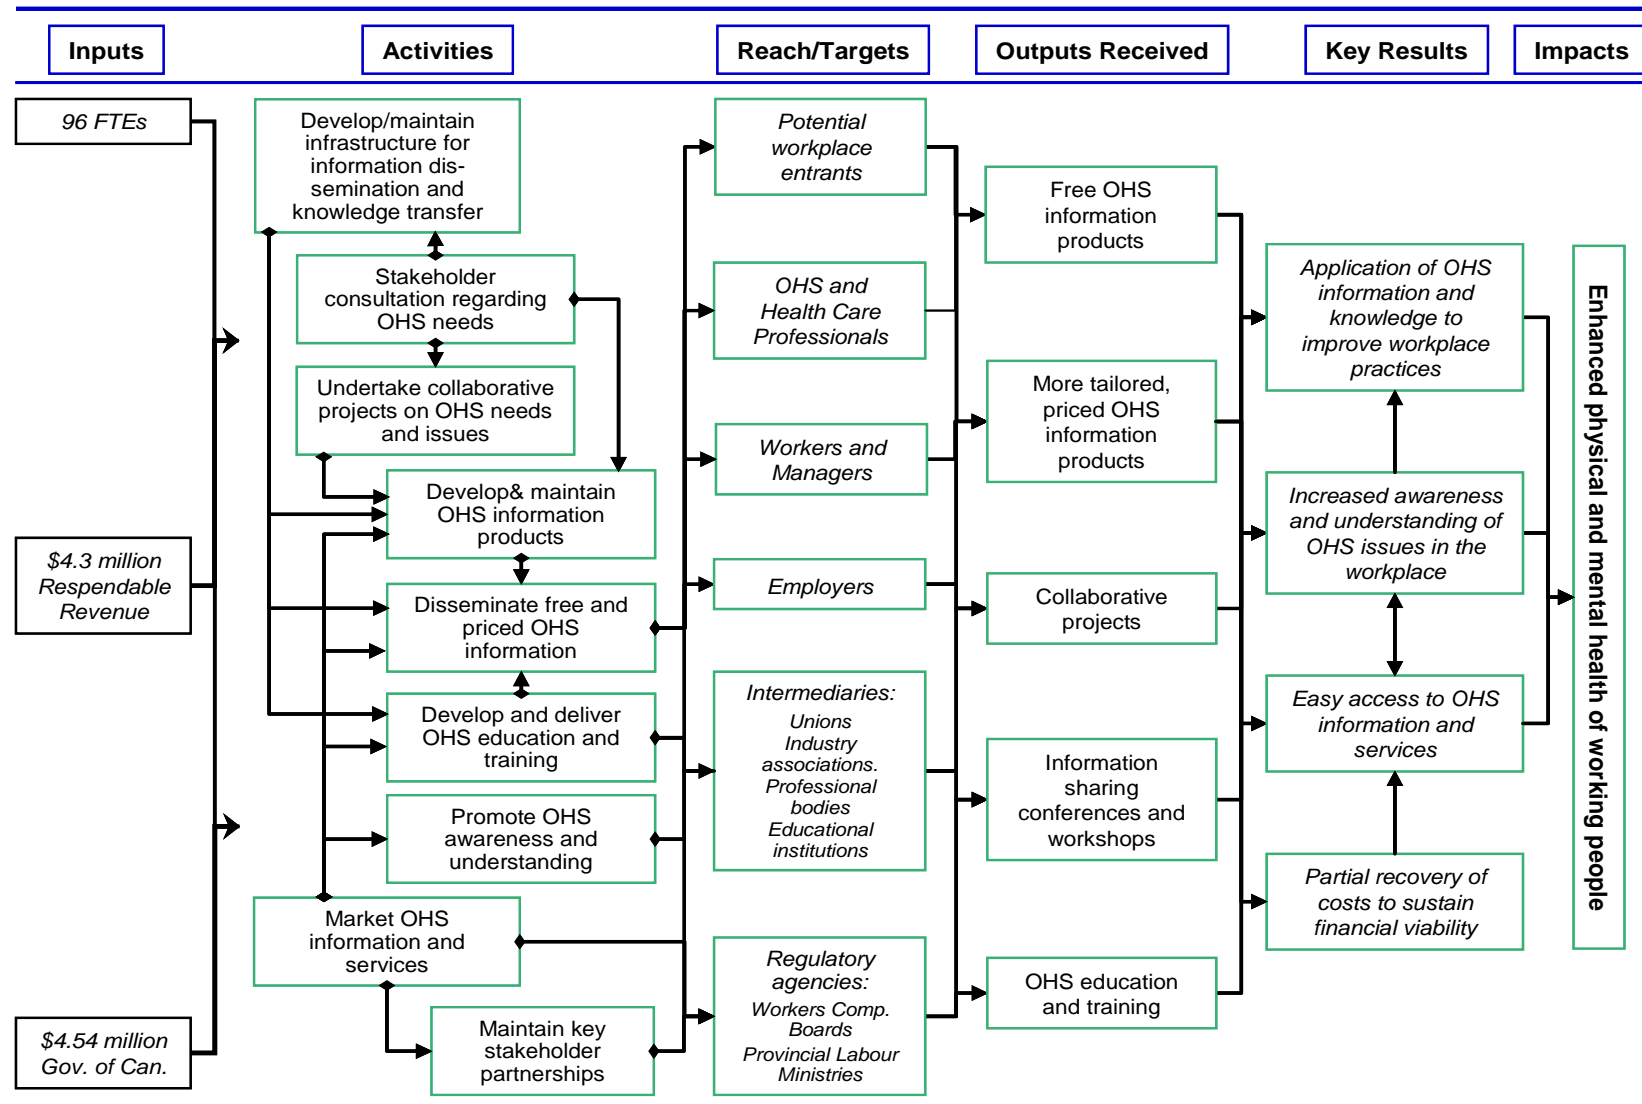 Inputs
Activities
Reach/Targets
Outputs Received
Key Results
Impacts
96 FTEs
$4.3 million
Respendable
Revenue
$4.54 million
Gov. of Can.
Develop/maintain
infrastructure for
information dis-
semination and
knowledge transfer
Stakeholder
consultation regarding
OHS needs
Undertake collaborative
projects on OHS needs
and issues
Develop& maintain
OHS information
products
Disseminate free and
priced OHS
information
Develop and deliver
OHS education and
training
Promote OHS
awareness and
understanding
Market OHS
information and
services
Maintain key
stakeholder
partnerships
Potential
workplace
entrants
OHS and
Health Care
Professionals
Workers and
Managers
Employers
Intermediaries:
Unions
Industry
associations.
Professional
bodies
Educational
institutions
Regulatory
agencies:
Workers Comp.
Boards
Provincial Labour
Ministries
Free OHS
information
products
More tailored,
priced OHS
information
products
Collaborative
projects
Information
sharing
conferences and
workshops
OHS education
and training
Application of OHS
information and
knowledge to
improve workplace
practices
Increased awareness
and understanding of
OHS issues in the
workplace
Easy access to OHS
information and
services
Partial recovery of
costs to sustain
financial viability
Enhanced physical and mental health of working people